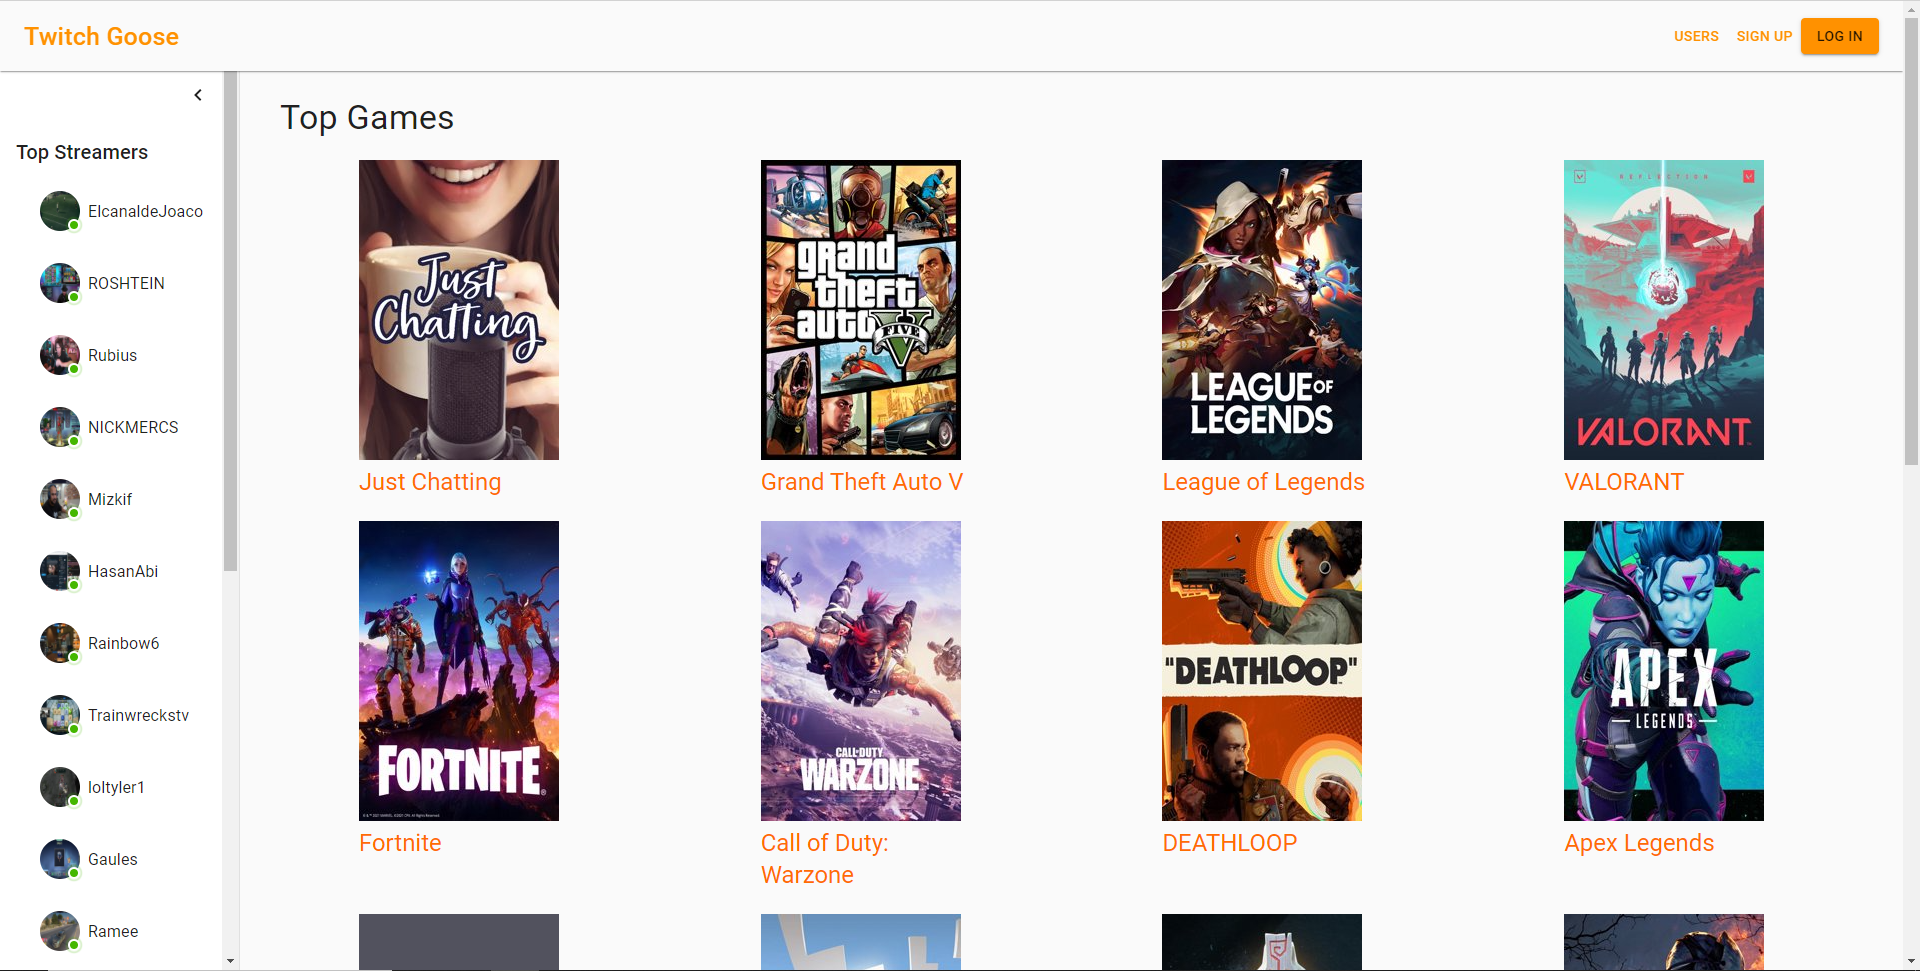 Twitch Goose
USERS
SIGN UP
LOG IN
Top Streamers
ElcanaldeJoaco
ROSHTEIN
Rubius
NICKMERCS
Mizkif
HasanAbi
Rainbow6
Trainwreckstv
loltyler1
Gaules
Ramee
Top Games
Just
Chatting
Just Chatting
grand
theft
auto
FIVE
V
Grand Theft Auto V
LEAGUE OF
LEGENDS
League of Legends
REFLECTION
VALORANT
VALORANT
FORTNITE
Fortnite
CALL OF DUTY
WARZONE
Call of Duty:
Warzone
"DEATHLOOP"
DEATHLOOP
APEX
LEGENDS
Apex Legends